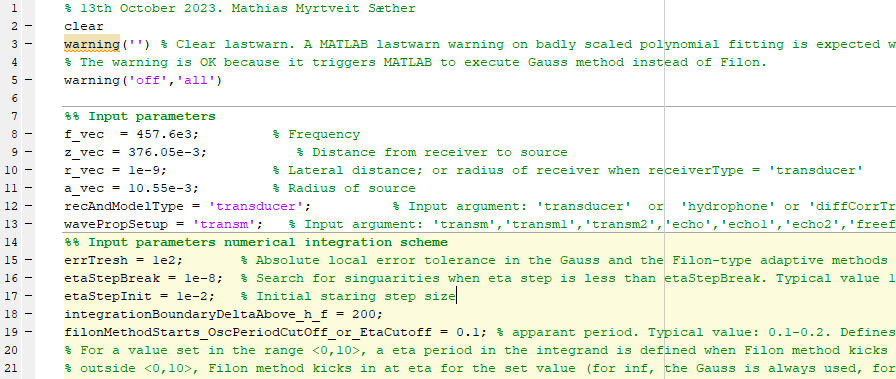 1 % 13th October 2023. Mathias Myrtveit Sæther
2 clear
3 warning('') % Clear lastwarn. A MATLAB lastwarn warning on badly scaled polynomial fitting is expected w
4 % The warning is OK because it triggers MATLAB to execute Gauss method instead of Filon.
5 warning('off','all')
6
7 %% Input parameters
8 f_vec = 457.6e3; % Frequency
9 z_vec = 376.05e-3; % Distance from receiver to source
10 r_vec = 1e-9; % Lateral distance; or radius of receiver when receiverType = 'transducer'
11 a_vec = 10.55e-3; % Radius of source
12 recAndModelType = 'transducer'; % Input argument: 'transducer' or 'hydrophone' or 'diffCorrTr
13 wavePropSetup = 'transm'; % Input argument: 'transm','transm1','transm2','echo','echo1','echo2','freef
14 %% Input parameters numerical integration scheme
15 errTresh = 1e2; % Absolute local error tolerance in the Gauss and the Filon-type adaptive methods
16 etaStepBreak = 1e-8; % Search for singuarities when eta step is less than etaStepBreak. Typical value l
17 etaStepInit = 1e-2; % Initial staring step size
18 integrationBoundaryDeltaAbove_h_f = 200;
19 filonMethodStarts_OscPeriodCutOff_or_EtaCutoff = 0.1; % apparant period. Typical value: 0.1-0.2. Defines
20 % For a value set in the range <0,10>, a eta period in the integrand is defined when Filon method kicks
21 % outside <0,10>, Filon method kicks in at eta for the set value (for inf, the Gauss is always used, for